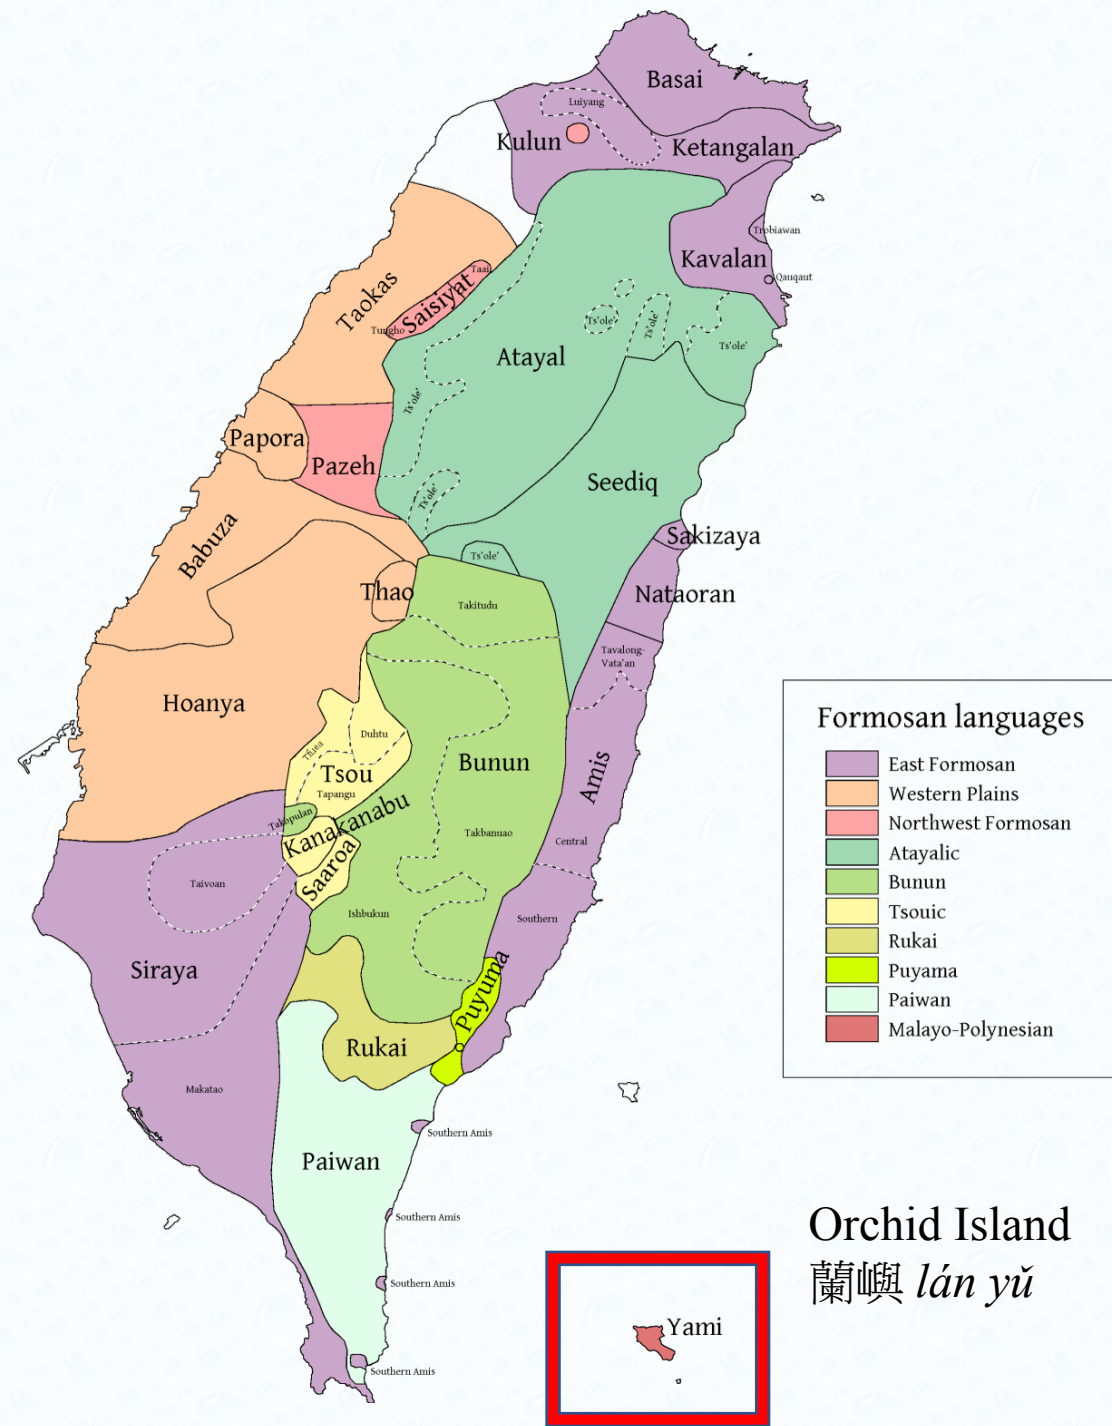 Basai
Luiyang
Kulun
Ketangalan
Trobiawan
Kavalan
Qauqaut
Taai
Saisiyat
Taokas
Tungho
Ts'ole'
Ts'ole'
Ts'ole'
Atayal
Ts'ole'
Papora
Pazeh
Seediq
Ts'ole'
Babuza
Sakizaya
Ts'ole'
Thao
Nataoran
Takitudu
Tavalong-
Vata'an
Hoanya
Duhtu
Tfuea
Tsou
Bunun
Amis
Tapangu
Takopulan
Kanakanabu
Takbanuao
Central
Saaroa
Taivoan
Ishbukun
Southern
Siraya
Puyuma
Rukai
Makatao
Southern Amis
Paiwan
Southern Amis
Southern Amis
Southern Amis
Formosan languages
East Formosan
Western Plains
Northwest Formosan
Atayalic
Bunun
Tsouic
Rukai
Puyama
Paiwan
Malayo-Polynesian
Orchid Island
蘭嶼 lán yǔ
Yami